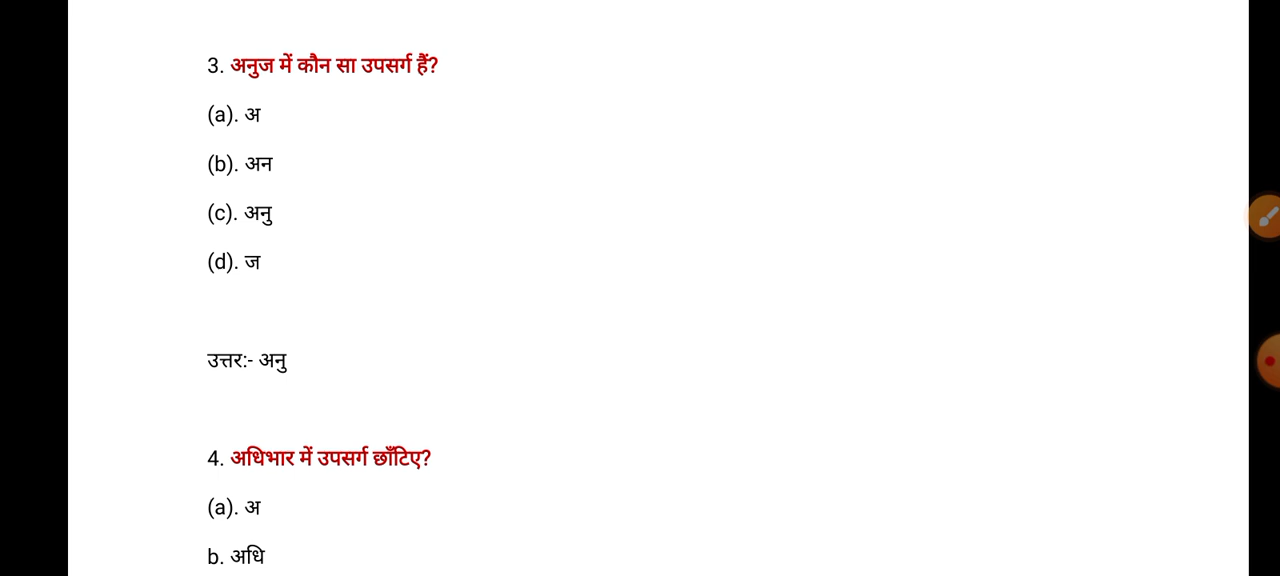 3. अनुज में कौन सा उपसर्ग हैं?
(a). अ
(b). अन
(c). अनु
(d). ज
उत्तर:- अनु
4. अधिभार में उपसर्ग छाँटिए?
(a). अ
b. अधि